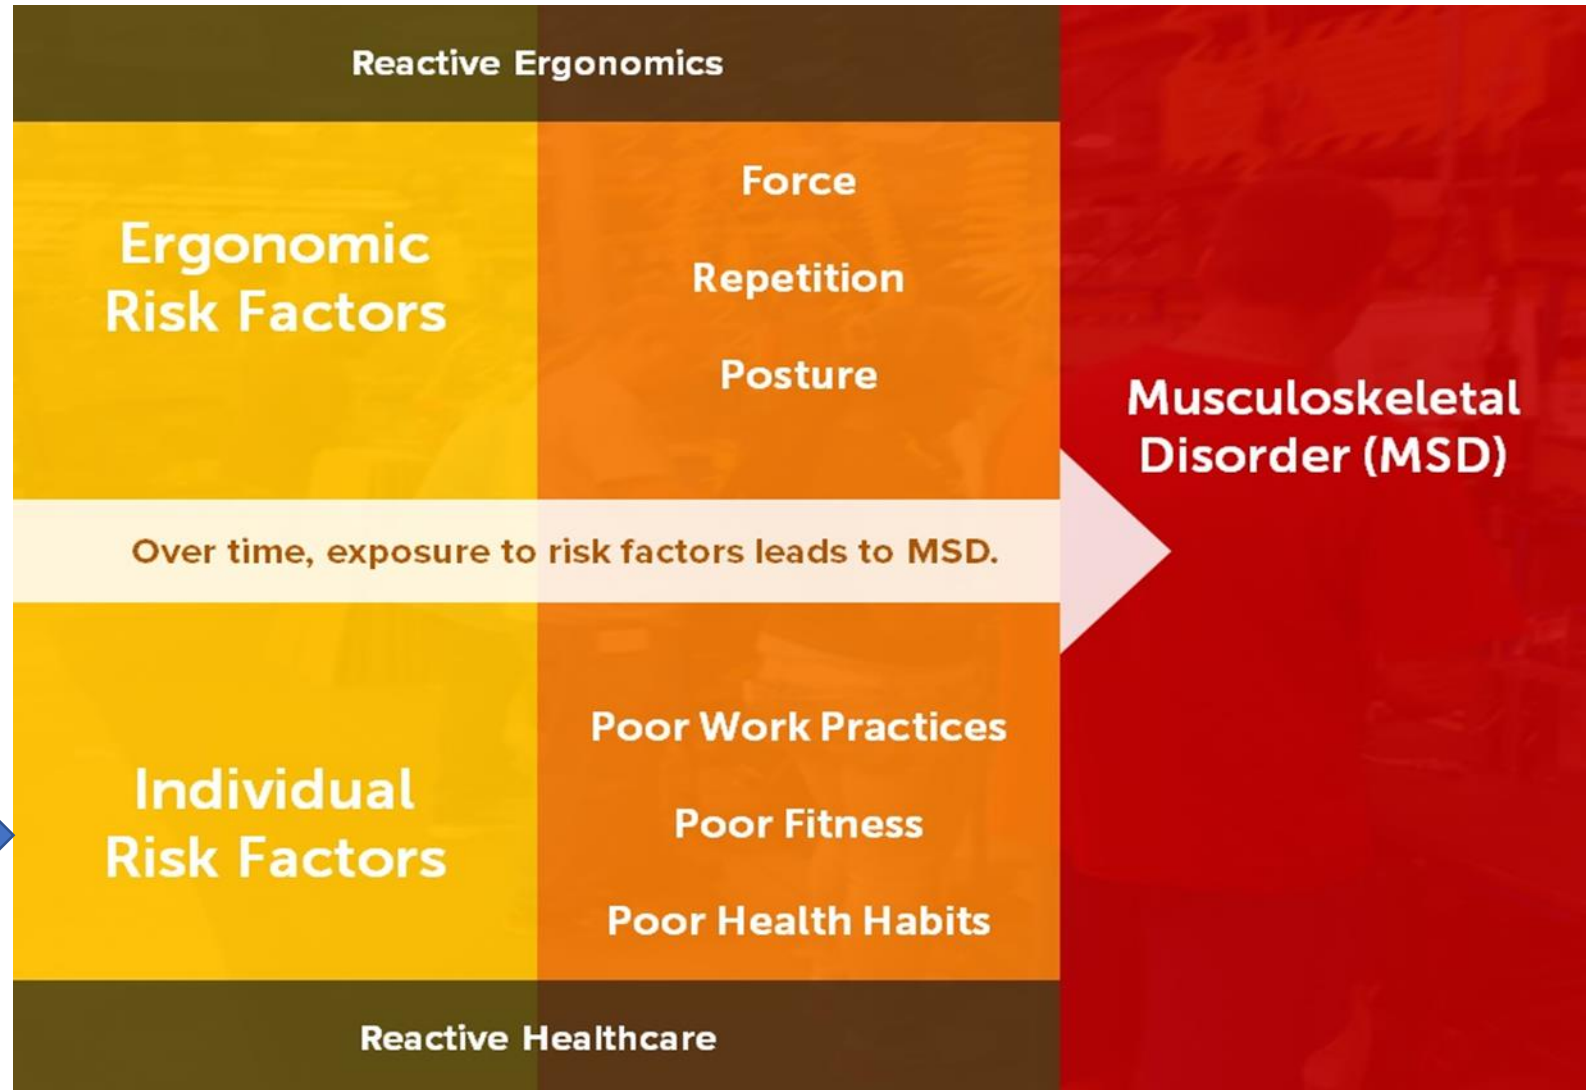 Reactive Ergonomics
Ergonomic
Risk Factors
Force
Repetition
Posture
Musculoskeletal
Disorder (MSD)
Over time, exposure to risk factors leads to MSD.
Individual
Risk Factors
Poor Work Practices
Poor Fitness
Poor Health Habits
Reactive Healthcare